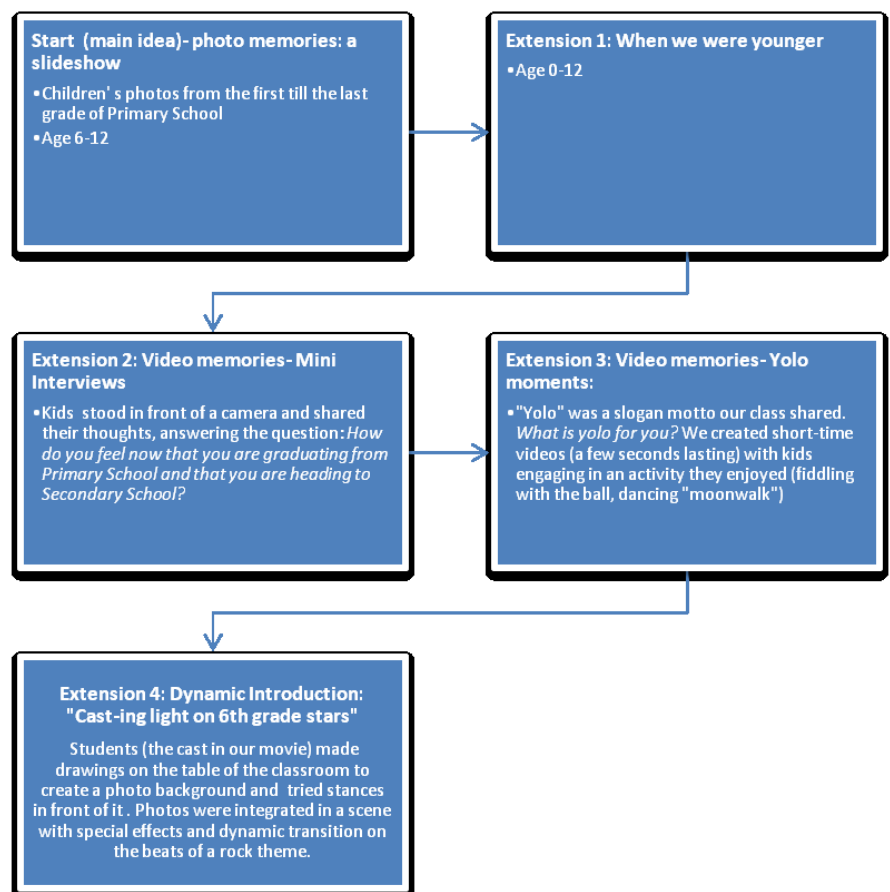 Start (main idea)- photo memories: a
slideshow
•Children' s photos from the first till the last
grade of Primary School
•Age 6-12
Extension 1: When we were younger
•Age 0-12
Extension 2: Video memories- Mini
Interviews
•Kids stood in front of a camera and shared
their thoughts, answering the question: How
do you feel now that you are graduating from
Primary School and that you are heading to
Secondary School?
Extension 3: Video memories- Yolo
moments:
•"Yolo" was a slogan motto our class shared.
What is yolo for you? We created short-time
videos (a few seconds lasting) with kids
engaging in an activity they enjoyed (fiddling
with the ball, dancing "moonwalk")
Extension 4: Dynamic Introduction:
"Cast-ing light on 6th grade stars"
Students (the cast in our movie) made
drawings on the table of the classroom to
create a photo background and tried stances
in front of it . Photos were integrated in a scene
with special effects and dynamic transition on
the beats of a rock theme.